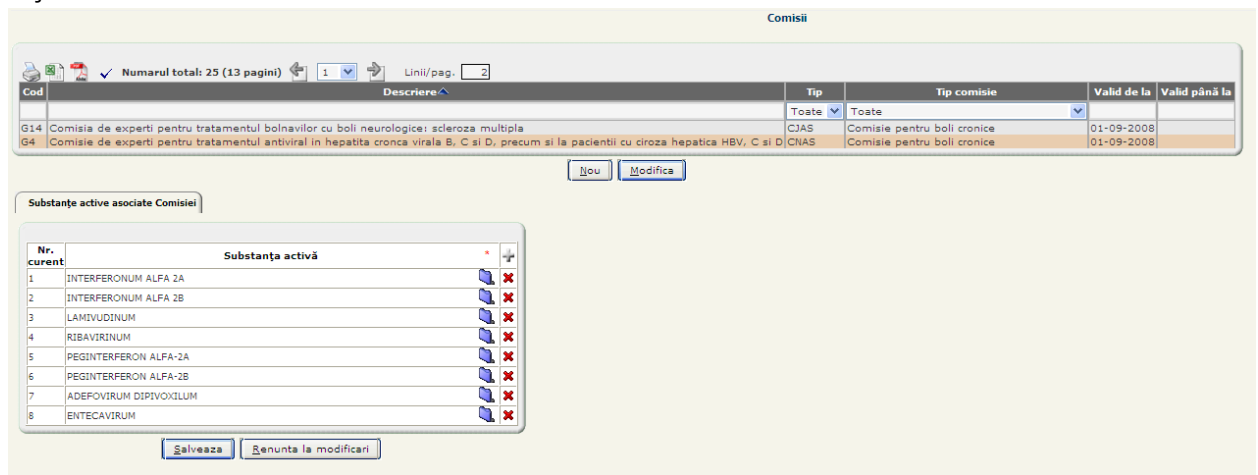 Comisii
Numarul total: 25 (13 pagini) 1 Linii/pag. 2
Cod Descriere Tip Tip comisie Valid de la Valid până la
Toate Toate
G14 Comisia de experti pentru tratamentul bolnavilor cu boli neurologice: scleroza multipla CJAS Comisie pentru boli cronice 01-09-2008
G4 Comisia de experti pentru tratamentul antiviral in hepatita cronca virala B, C si D, precum si la pacientii cu ciroza hepatica HBV, C si D CNAS Comisie pentru boli cronice 01-09-2008
Nou Modifica
Substanţe active asociate Comisiei
Nr. curent Substanţa activă *
1 INTERFERONUM ALFA 2A
2 INTERFERONUM ALFA 2B
3 LAMIVUDINUM
4 RIBAVIRINUM
5 PEGINTERFERON ALFA-2A
6 PEGINTERFERON ALFA-2B
7 ADEFOVIRUM DIPIVOXILUM
8 ENTECAVIRUM
Salveaza Renunta la modificari